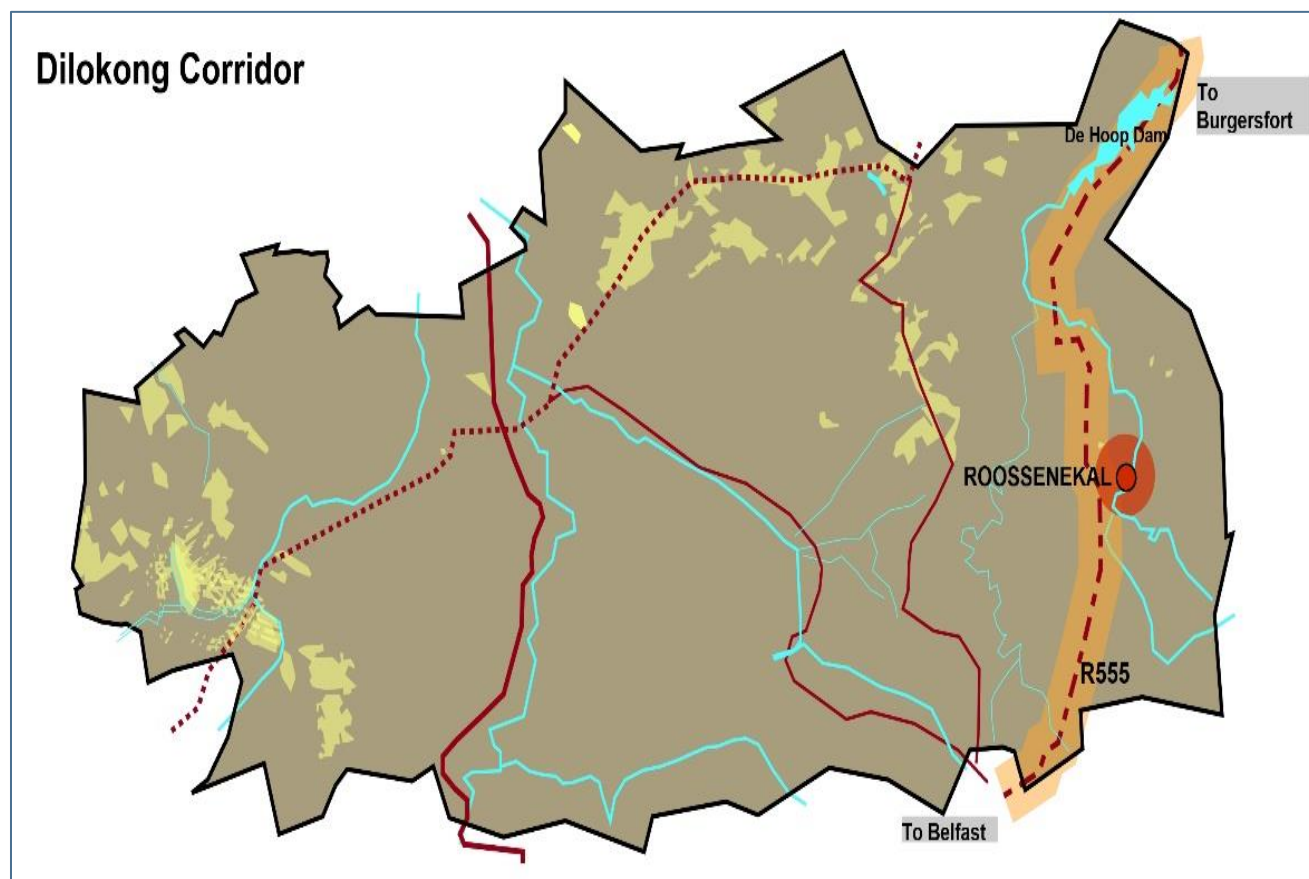 Dilokong Corridor
To
Burgersfort
De Hoop Dam
ROOSSENEKAL
R555
To Belfast